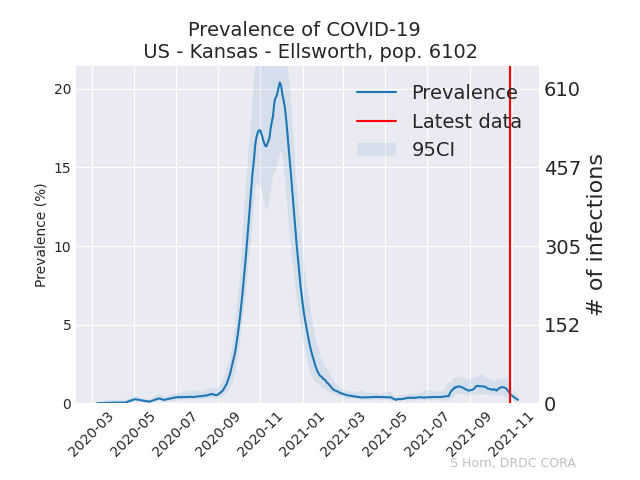 Prevalence of COVID-19
US - Kansas - Ellsworth, pop. 6102
Prevalence
Latest data
95CI
Prevalence (%)
20
15
10
5
0
610
457
305
152
0
# of infections
2020-03
2020-05
2020-07
2020-09
2020-11
2021-01
2021-03
2021-05
2021-07
2021-09
2021-11
S Horn, DRDC CORA